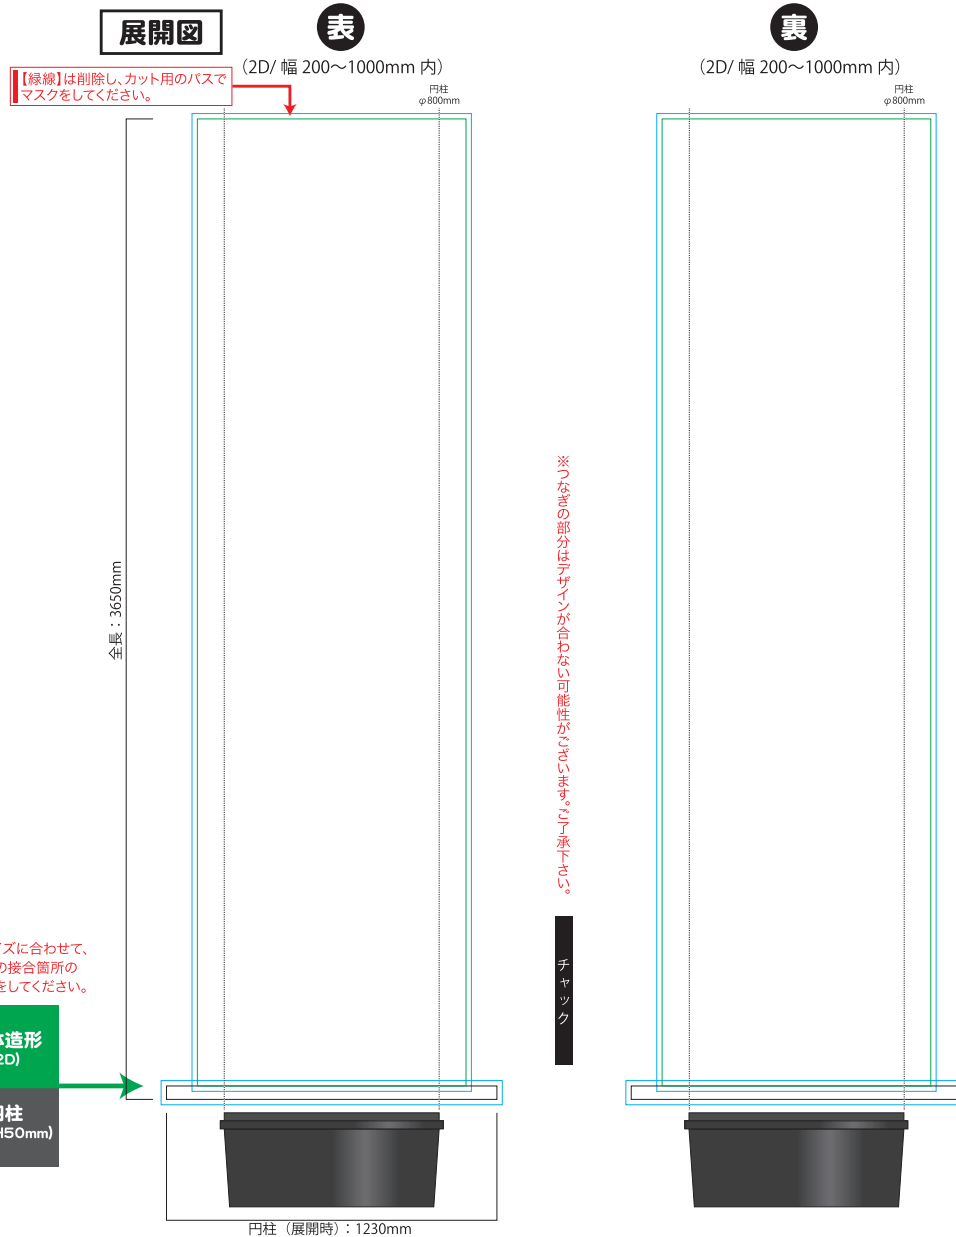 展開図
表
(2D/ 幅 200〜1000mm 内)
裏
(2D/ 幅 200〜1000mm 内)
【緑線】は削除し、カット用のパスで
マスクをしてください。
円柱
φ800mm
円柱
φ800mm
全長：3650mm
※つなぎの部分はデザインが合わない可能性がございます。ご了承下さい。
チャック
イズに合わせて、
の接合箇所の
をしてください。
体造形
2D)
円柱
H50mm)
円柱（展開時）：1230mm